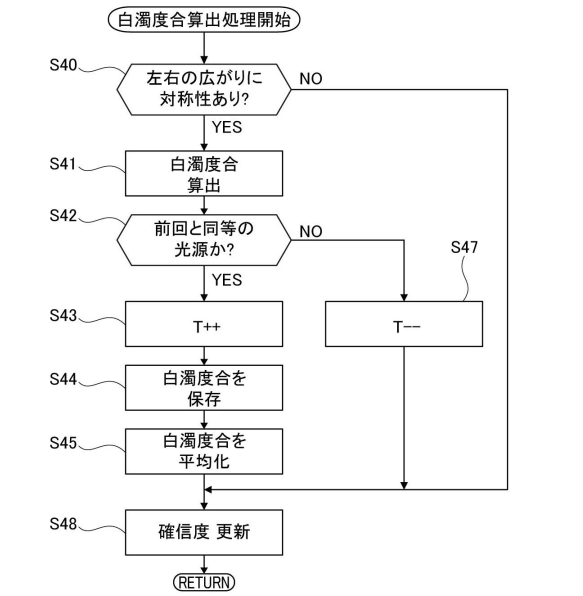 白濁度合算出処理開始
S40
左右の広がりに
対称性あり?
NO
YES
S41
白濁度合
算出
S42
前回と同等の
光源か?
NO
YES
S47
S43
T++
T--
S44
白濁度合を
保存
S45
白濁度合を
平均化
S48
確信度 更新
RETURN